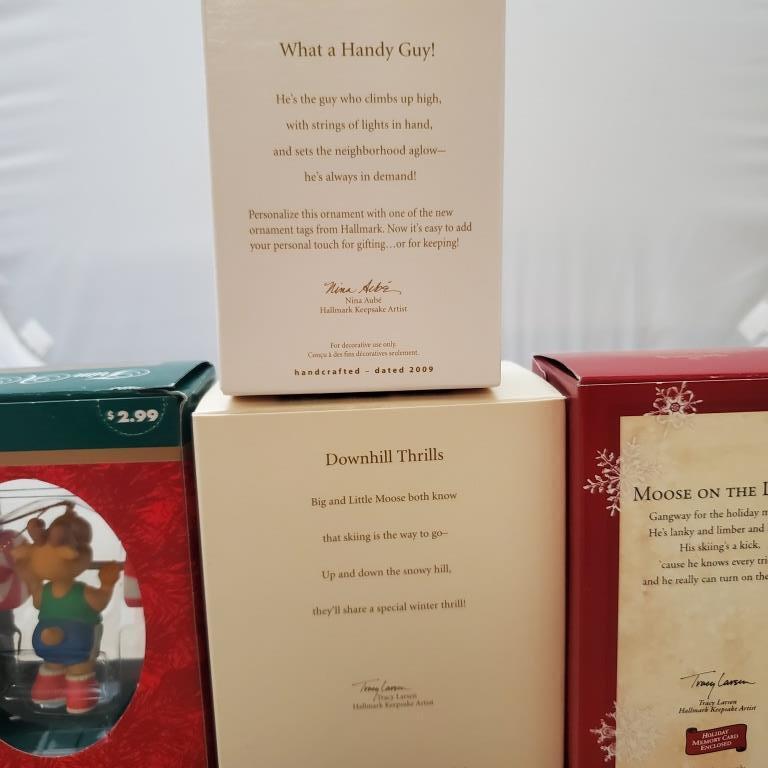 What a Handy Guy!
He's the guy who climbs up high,
with strings of lights in hand,
and sets the neighborhood aglow—
he's always in demand!
Personalize this ornament with one of the new
ornament tags from Hallmark. Now it's easy to add
your personal touch for gifting...or for keeping!
Nina Aubé
Nina Aubé
Hallmark Keepsake Artist
For decorative use only.
Conçu à des fins décoratives seulement.
handcrafted – dated 2009
$2.99
Downhill Thrills
Big and Little Moose both know
that skiing is the way to go–
Up and down the snowy hill,
they'll share a special winter thrill!
Tracy Larsen
Tracy Larsen
Hallmark Keepsake Artist
MOOSE ON THE
Gangway for the holiday
He's lanky and limber and
His skiing's a kick,
'cause he knows every
and he really can turn on the
Tracy Larsen
Tracy Larsen
Hallmark Keepsake Artist
HOLIDAY
MEMORY CARD
ENCLOSED